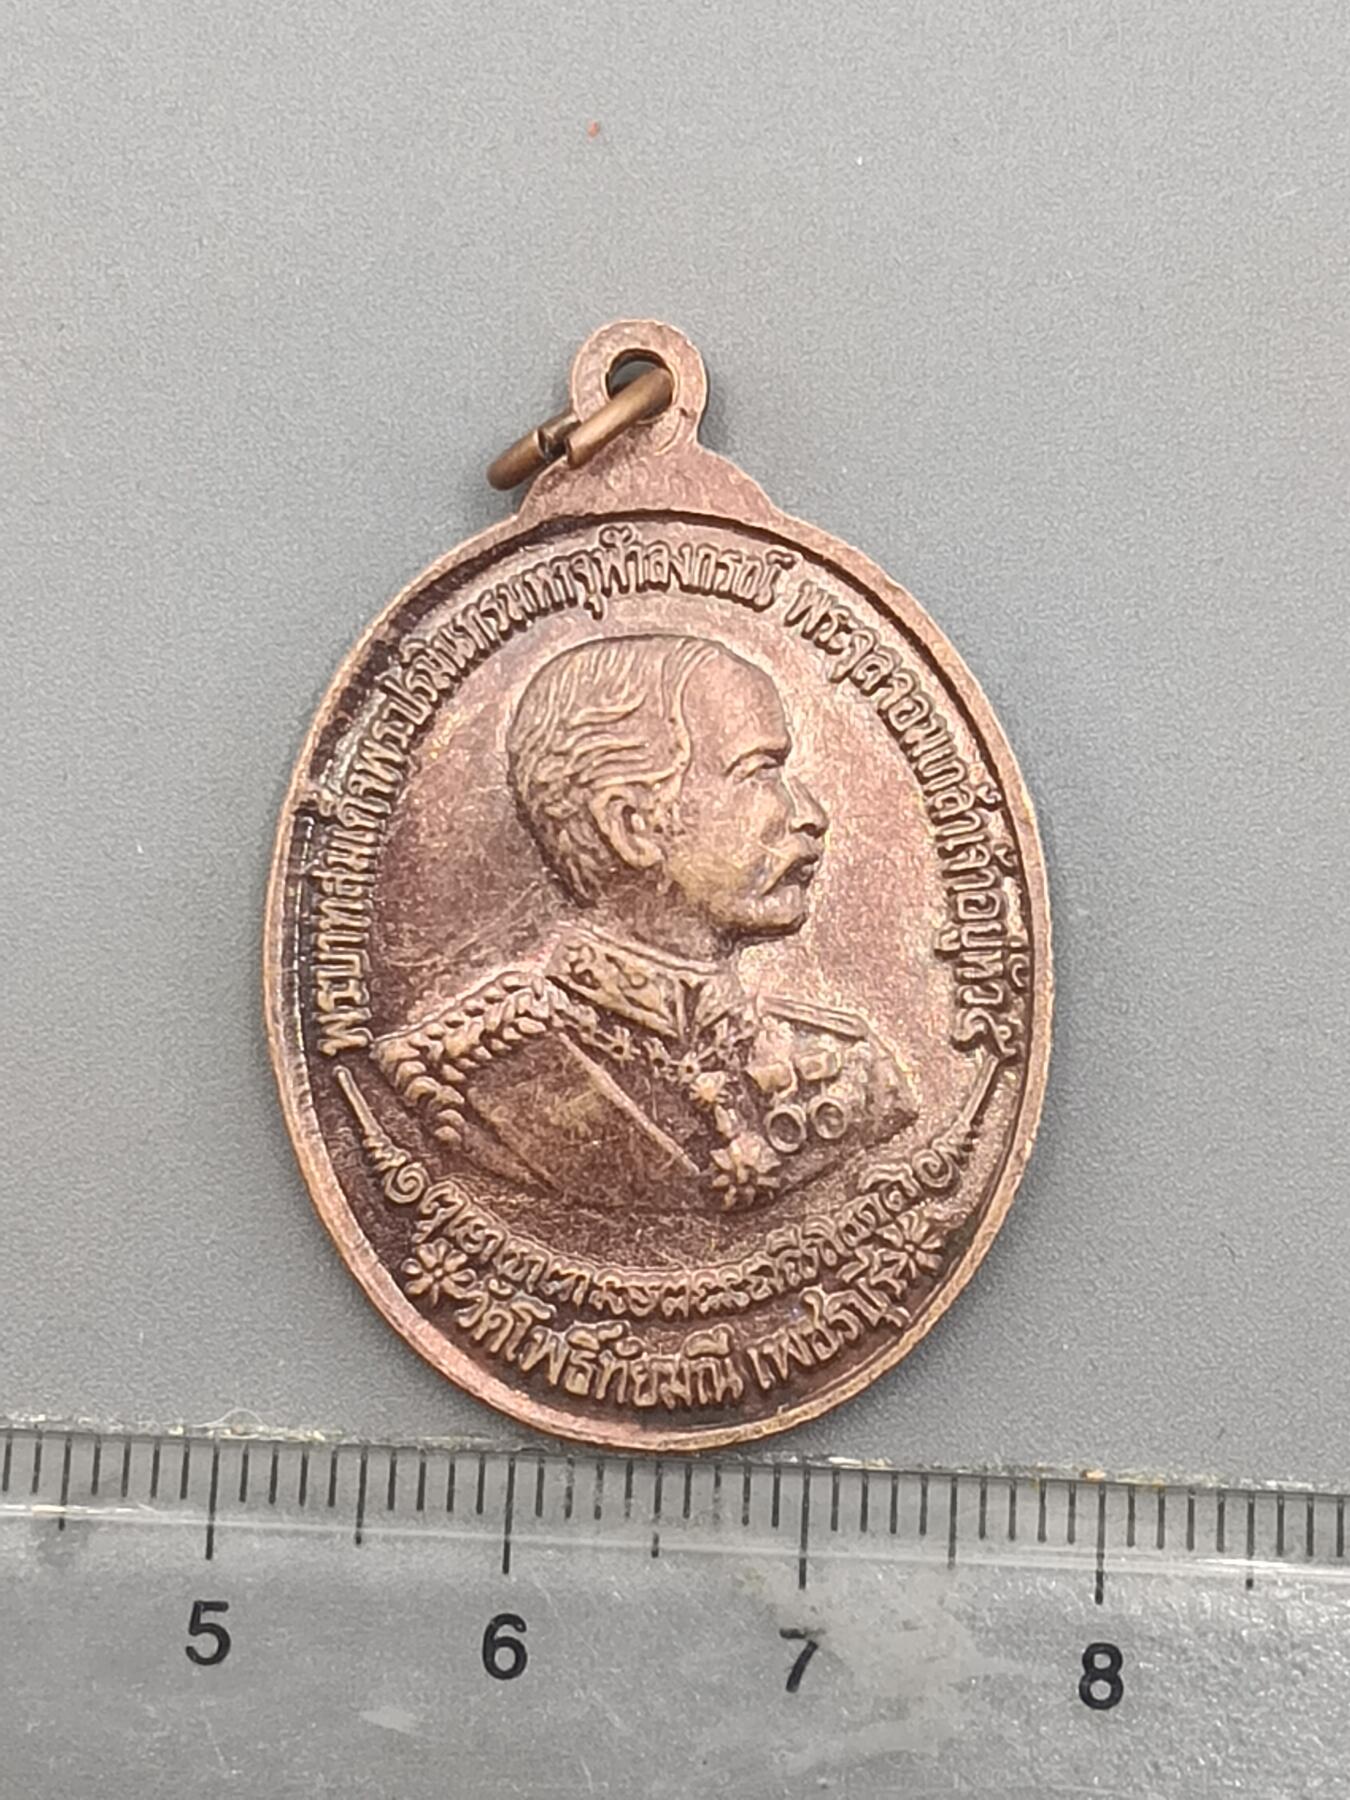 พระบาทสมเด็จพระปรมินทรมหาจุฬาลงกรณ์ พระจุลจอมเกล้าเจ้าอยู่หัว ๕
วัดโพธิ์ทัยมณี เพชรบุรี
5 6 7 8